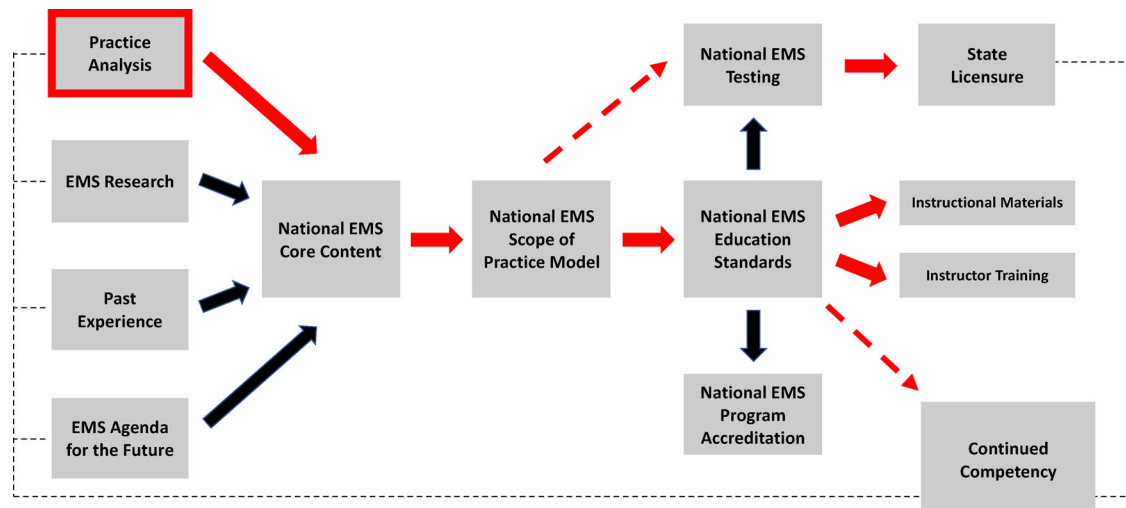 Practice
Analysis
EMS Research
Past
Experience
EMS Agenda
for the Future
National EMS
Core Content
National EMS
Scope of
Practice Model
National EMS
Testing
National EMS
Education
Standards
National EMS
Program
Accreditation
State
Licensure
Instructional Materials
Instructor Training
Continued
Competency